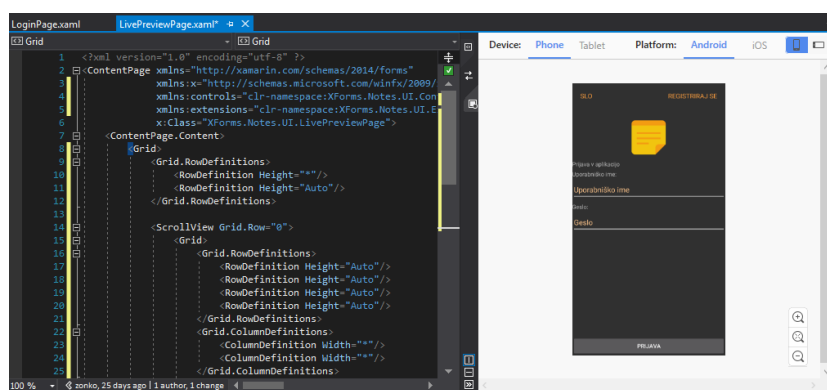 LoginPage.xaml LivePreviewPage.xaml*
Grid Grid
1 <?xml version="1.0" encoding="utf-8" ?>
2 <ContentPage xmlns="http://xamarin.com/schemas/2014/forms"
3 xmlns:x="http://schemas.microsoft.com/winfx/2009/
4 xmlns:controls="clr-namespace:XForms.Notes.UI.Con
5 xmlns:extensions="clr-namespace:XForms.Notes.UI.E
6 x:Class="XForms.Notes.UI.LivePreviewPage">
7 <ContentPage.Content>
8 <Grid>
9 <Grid.RowDefinitions>
10 <RowDefinition Height="*"/>
11 <RowDefinition Height="Auto"/>
12 </Grid.RowDefinitions>
13
14 <ScrollView Grid.Row="0">
15 <Grid>
16 <Grid.RowDefinitions>
17 <RowDefinition Height="Auto"/>
18 <RowDefinition Height="Auto"/>
19 <RowDefinition Height="Auto"/>
20 <RowDefinition Height="Auto"/>
21 </Grid.RowDefinitions>
22 <Grid.ColumnDefinitions>
23 <ColumnDefinition Width="*"/>
24 <ColumnDefinition Width="*"/>
25 </Grid.ColumnDefinitions>
100 % zonko, 25 days ago | 1 author, 1 change
Device: Phone Tablet Platform: Android iOS
SLO REGISTRIRAJ SE
Prijava v aplikacijo
Uporabniško ime:
Uporabniško ime
Geslo:
Geslo
PRIJAVA